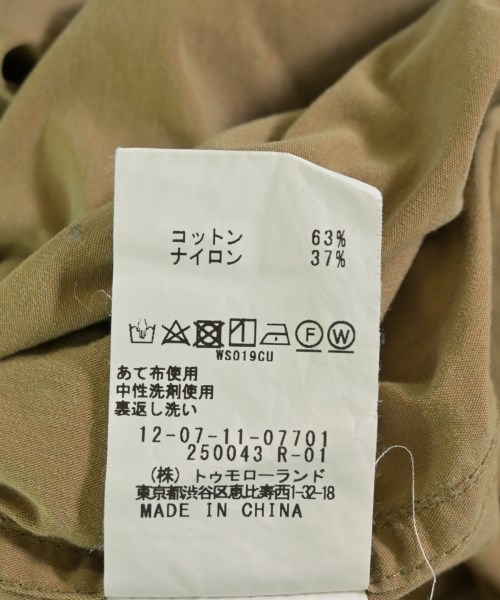 コットン 63%
ナイロン 37%
F W
WS019CU
あて布使用
中性洗剤使用
裏返し洗い
12-07-11-07701
250043 R-01
(株) トゥモローランド
東京都渋谷区恵比寿西1-32-18
MADE IN CHINA